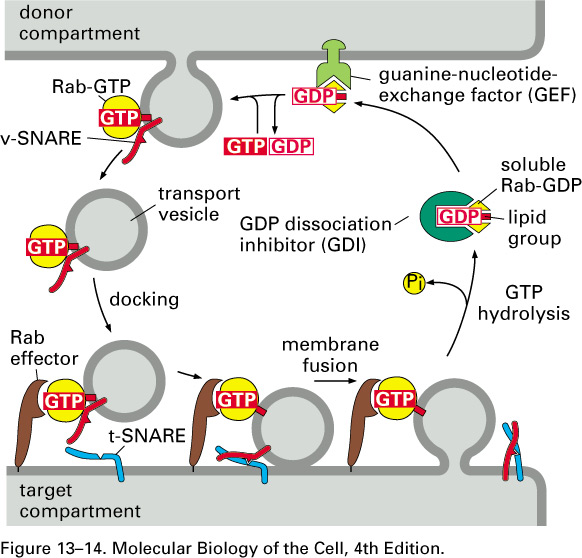 donor
compartment
Rab-GTP
GTP
v-SNARE
GDP
guanine-nucleotide-
exchange factor (GEF)
GTP GDP
transport
vesicle
GTP
soluble
Rab-GDP
GDP
lipid
group
GDP dissociation
inhibitor (GDI)
docking
Pi
GTP
hydrolysis
Rab
effector
GTP
t-SNARE
GTP
membrane
fusion
GTP
target
compartment
Figure 13–14. Molecular Biology of the Cell, 4th Edition.